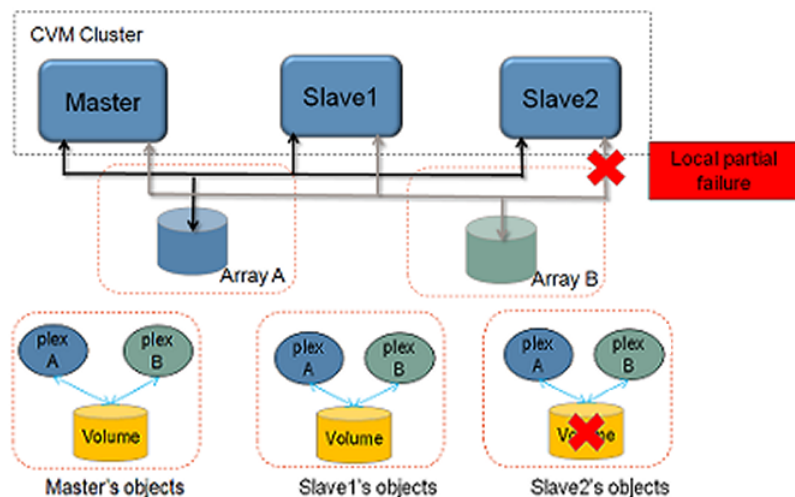 CVM Cluster
Master
Slave1
Slave2
Local partial
failure
Array A
Array B
plex
A
plex
B
Volume
plex
A
plex
B
Volume
plex
A
plex
B
Volume
Master's objects
Slave1's objects
Slave2's objects